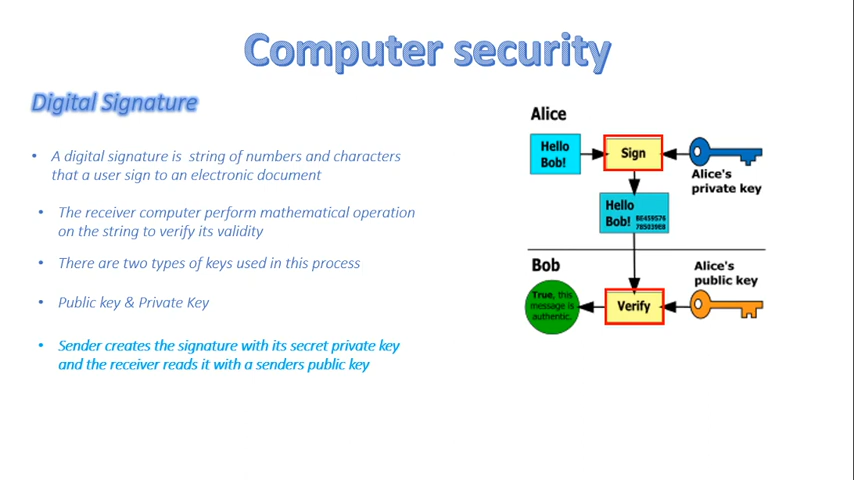 Computer security
Digital Signature
• A digital signature is string of numbers and characters
that a user sign to an electronic document
• The receiver computer perform mathematical operation
on the string to verify its validity
• There are two types of keys used in this process
• Public key & Private Key
• Sender creates the signature with its secret private key
and the receiver reads it with a senders public key
Alice
Hello
Bob!
Sign
Alice's
private key
Hello
Bob!
BE459576
785039E8
Bob
Alice's
public key
True, this
message is
authentic.
Verify